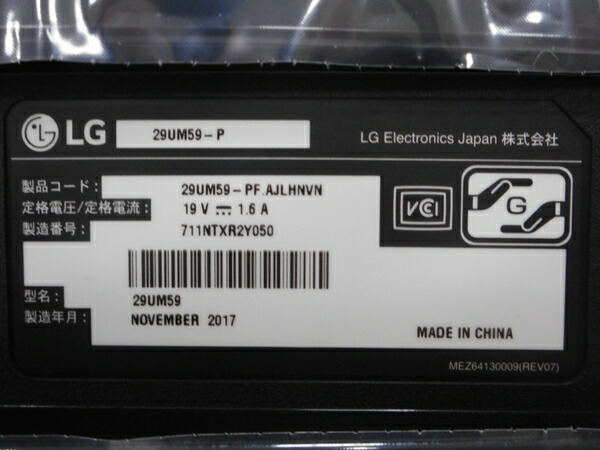 LG 29UM59-P LG Electronics Japan 株式会社
製品コード: 29UM59-PF.AJLHNVN
定格電圧/定格電流: 19 V ⎓ 1.6 A
製造番号: 711NTXR2Y050
VCI G
型名: 29UM59
製造年月: NOVEMBER 2017
MADE IN CHINA
MEZ64130009(REV07)